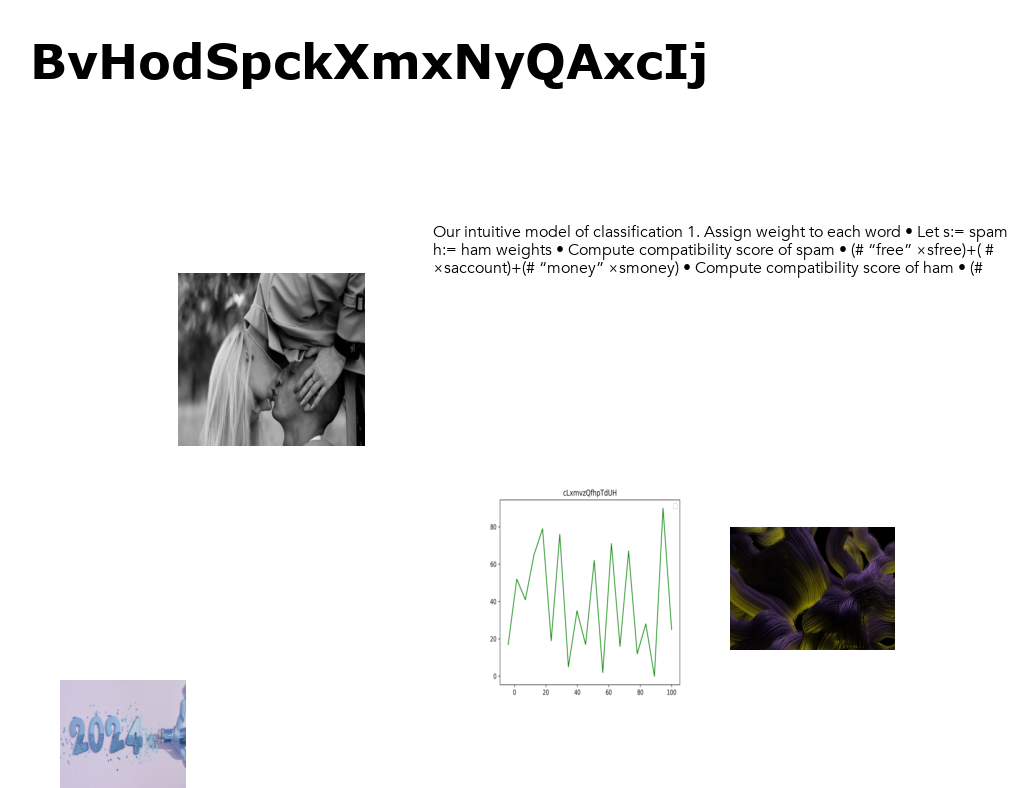 BvHodSpckXmxNyQAxcIj
Our intuitive model of classification 1. Assign weight to each word • Let s:= spam
h:= ham weights • Compute compatibility score of spam • (# “free” ×sfree)+( #
×saccount)+(# “money” ×smoney) • Compute compatibility score of ham • (#
cLxmvzQfhpTdUH
80
60
40
20
0
0 20 40 60 80 100
2024